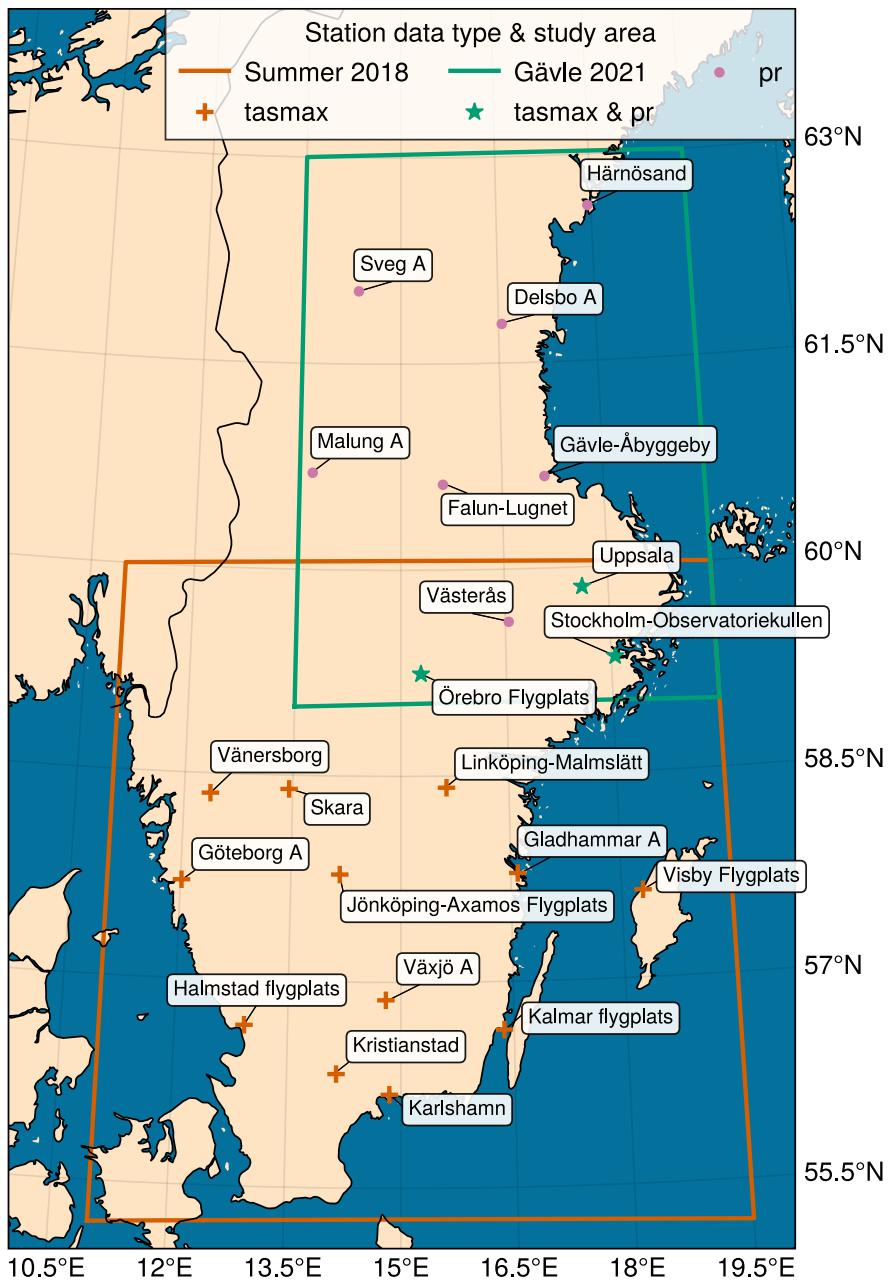 Station data type & study area
Summer 2018
Gävle 2021
pr
tasmax
tasmax & pr
63°N
Härnösand
Sveg A
Delsbo A
61.5°N
Malung A
Gävle-Åbyggeby
Falun-Lugnet
60°N
Uppsala
Västerås
Stockholm-Observatoriekullen
Örebro Flygplats
58.5°N
Vänersborg
Linköping-Malmslätt
Skara
Gladhammar A
Göteborg A
Visby Flygplats
Jönköping-Axamos Flygplats
57°N
Växjö A
Halmstad flygplats
Kalmar flygplats
Kristianstad
Karlshamn
55.5°N
10.5°E 12°E 13.5°E 15°E 16.5°E 18°E 19.5°E